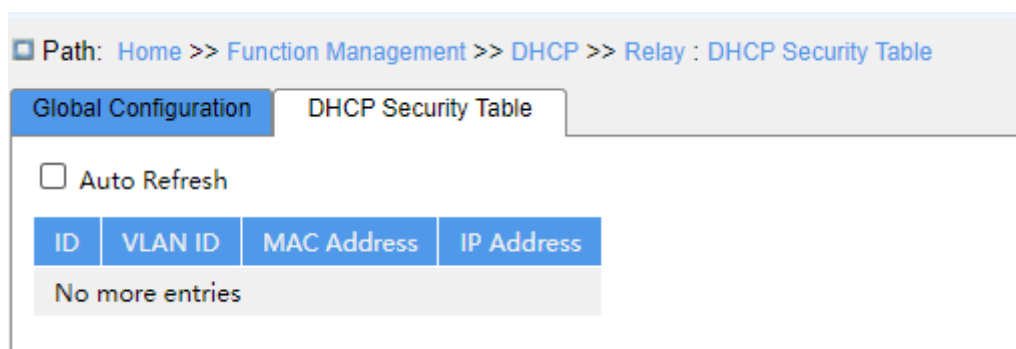 Path: Home >> Function Management >> DHCP >> Relay : DHCP Security Table
Global Configuration DHCP Security Table
Auto Refresh
ID VLAN ID MAC Address IP Address
No more entries